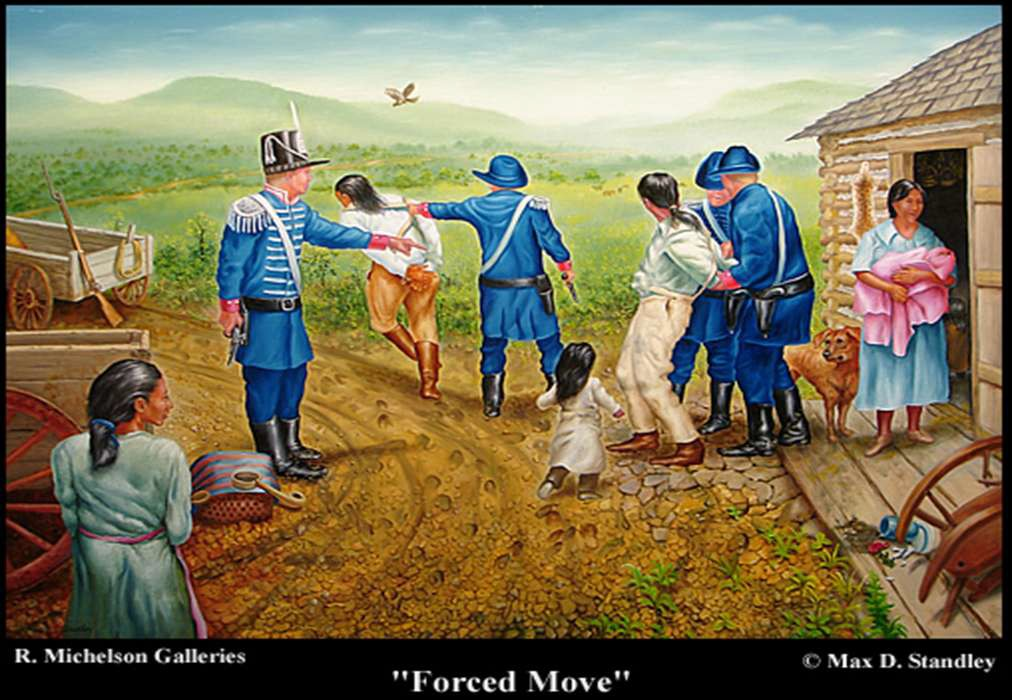 R. Michelson Galleries
© Max D. Standley
"Forced Move"